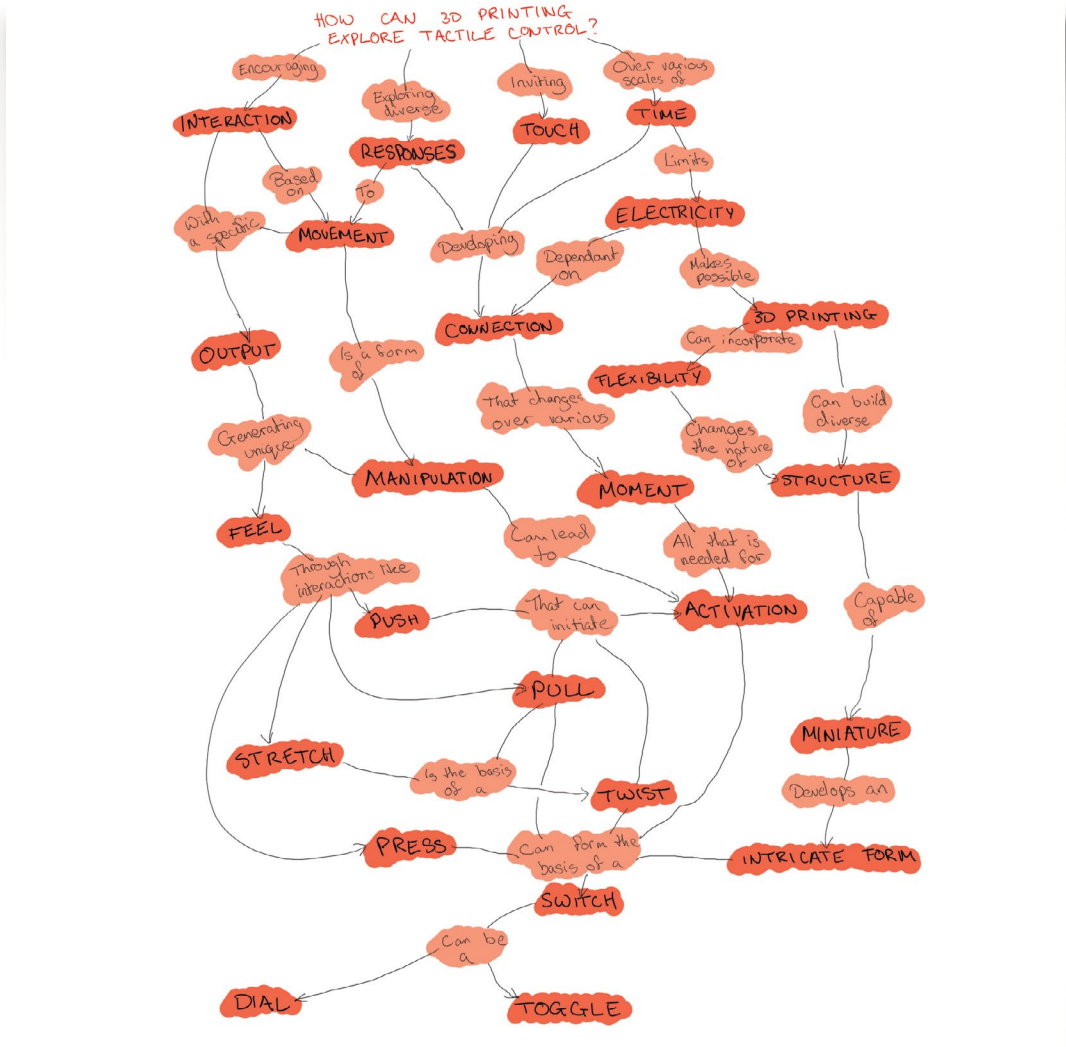 HOW CAN 3D PRINTING
EXPLORE TACTILE CONTROL?
Encouraging
Exploring
diverse
Inviting
Over various
scales of
INTERACTION
RESPONSES
TOUCH
TIME
Based
on
To
Limits
With
a specific
MOVEMENT
Developing
ELECTRICITY
Dependant
on
Makes
possible
OUTPUT
Is a form
of
CONNECTION
3D PRINTING
Can incorporate
FLEXIBILITY
That changes
over various
Can build
diverse
Generating
unique
Changes
the nature
of
MANIPULATION
MOMENT
STRUCTURE
FEEL
Can lead
to
All that is
needed for
Through
interactions like
PUSH
That can
initiate
ACTIVATION
Capable
of
PULL
STRETCH
Is the basis
of a
TWIST
MINIATURE
Develops an
PRESS
Can form the
basis of a
INTRICATE FORM
SWITCH
Can be
a
DIAL
TOGGLE